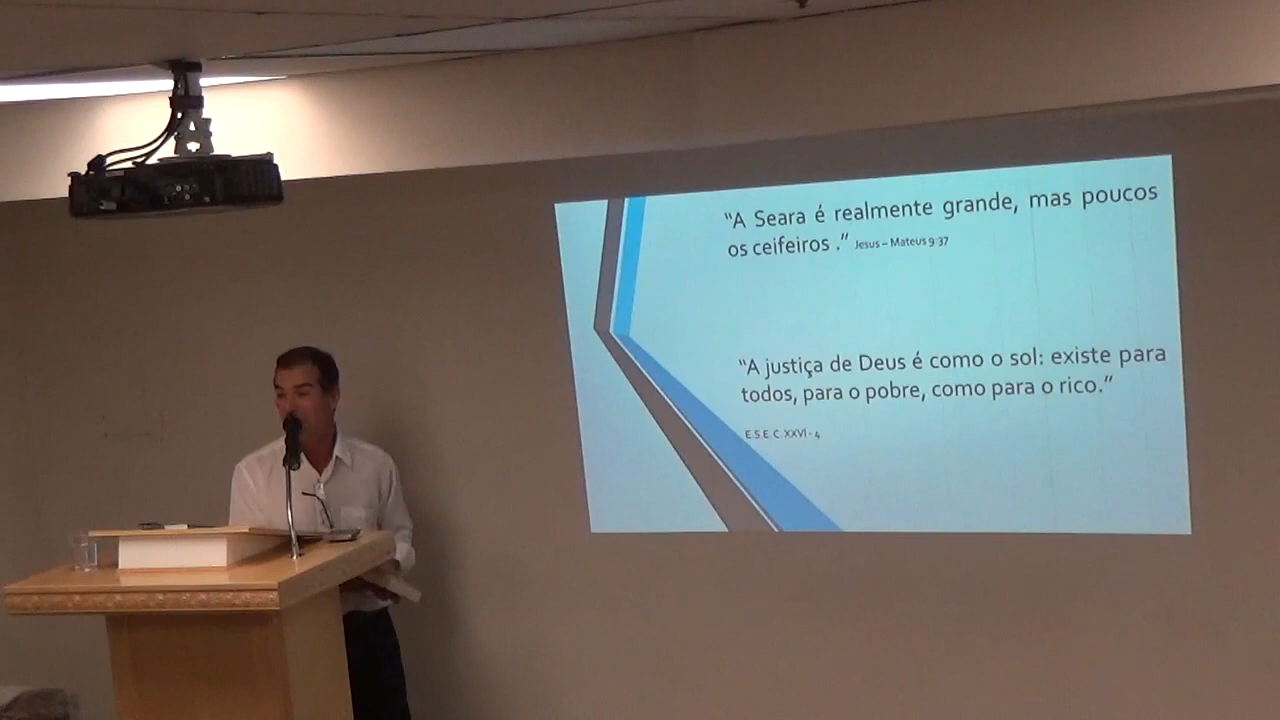 “A Seara é realmente grande, mas poucos
os ceifeiros .” Jesus – Mateus 9:37
“A justiça de Deus é como o sol: existe para
todos, para o pobre, como para o rico.”
E.S.E C XXVI - 4